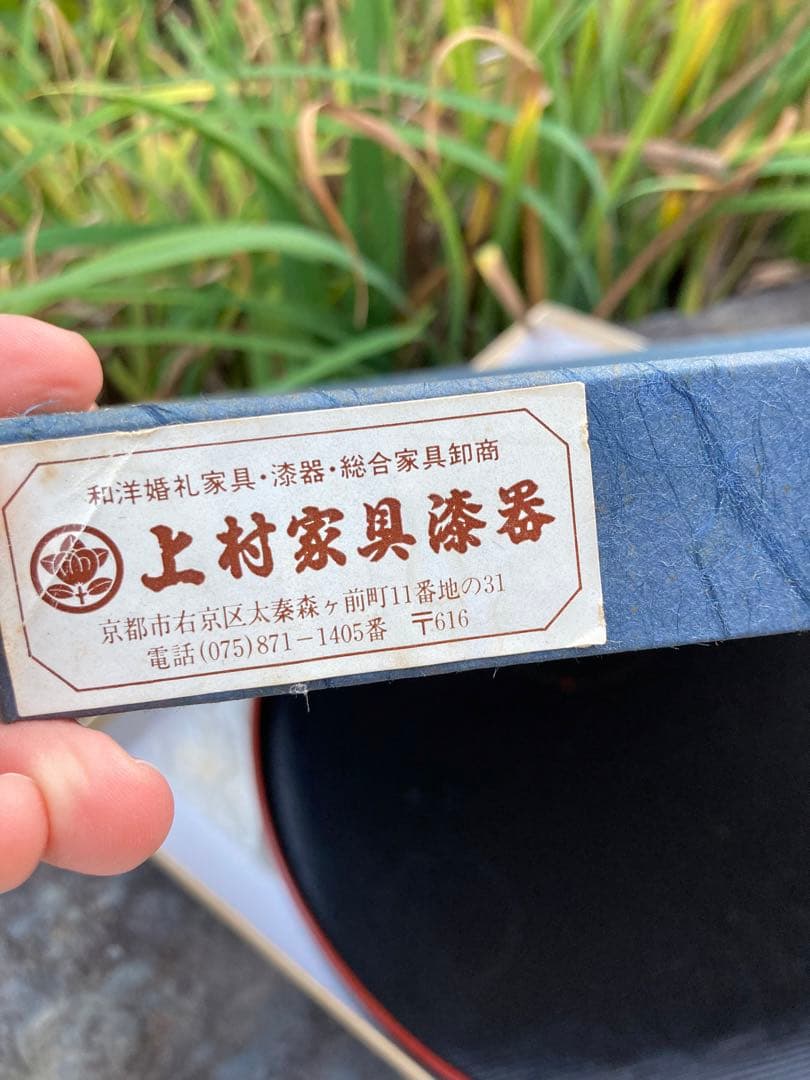 和洋婚礼家具・漆器・総合家具卸商
上村家具漆器
京都市右京区太秦森ヶ前町11番地の31
電話(075)871-1405番 〒616